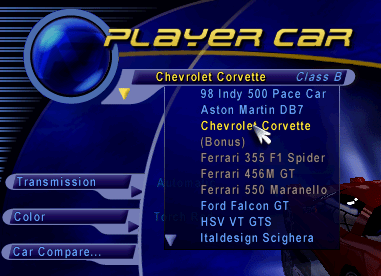 PLAYER CAR
Chevrolet Corvette Class B
98 Indy 500 Pace Car
Aston Martin DB7
Chevrolet Corvette
(Bonus)
Ferrari 355 F1 Spider
Ferrari 456M GT
Ferrari 550 Maranello
Ford Falcon GT
HSV VT GTS
Italdesign Scighera
Transmission
Color
Car Compare...